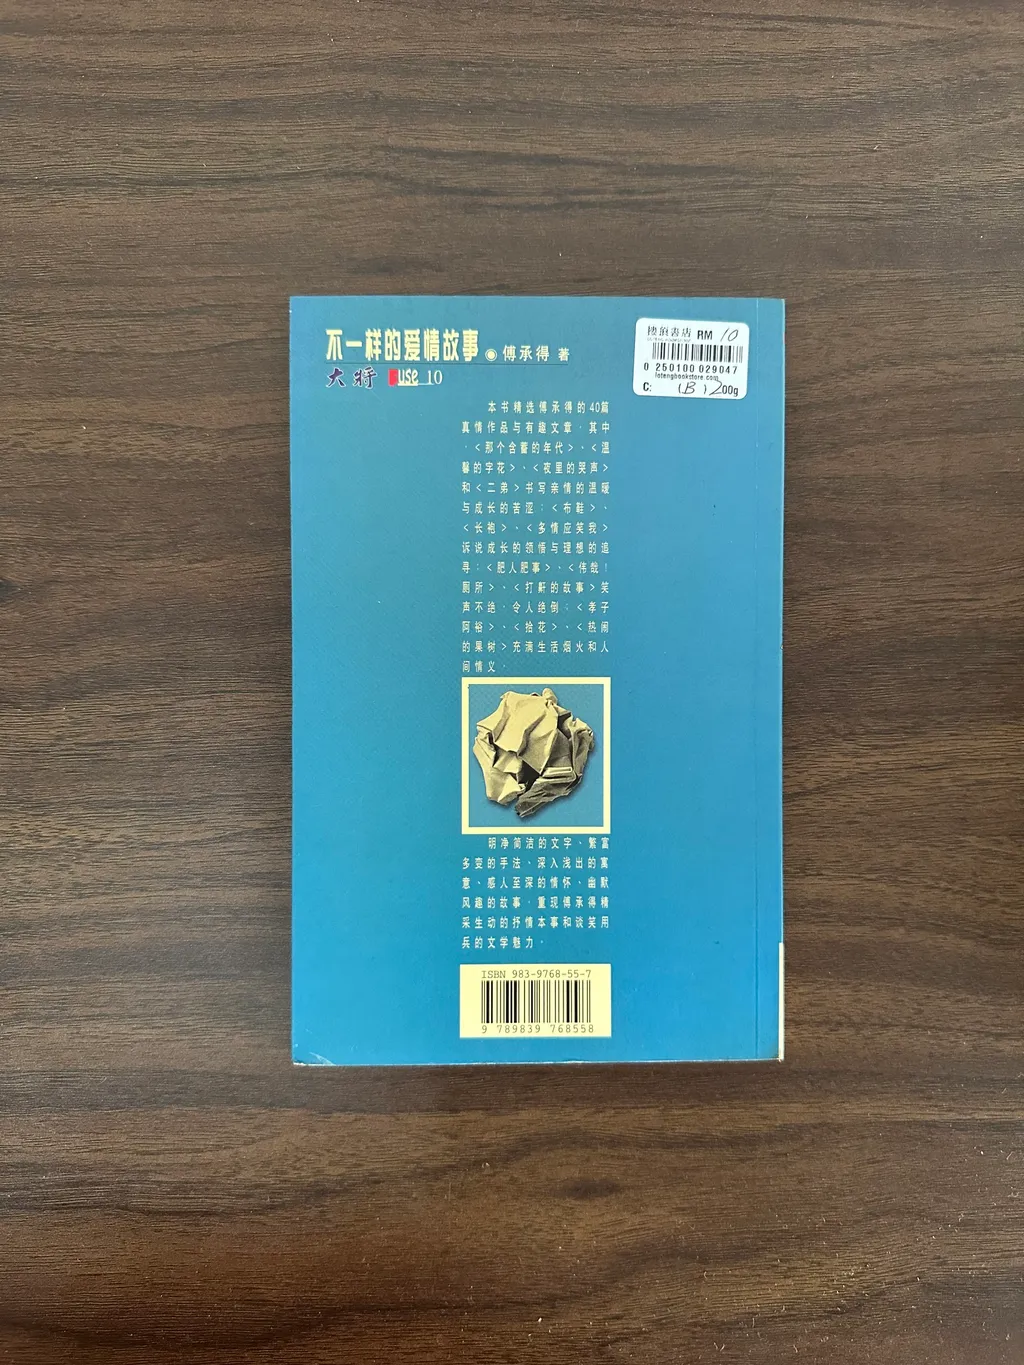 不一样的爱情故事 ◉ 傅承得 著
大将 FUSE 10
楼梯書店 RM 10
0 250100 029047
lotengbookstore.com
C: 200g
本书精选傅承得的40篇
真情作品与有趣文章，其中
，<那个含蓄的年代>、<温
馨的字花>、<夜里的哭声>
和<二弟>书写亲情的温暖
与成长的苦涩；<布鞋>、
<长袍>、<多情应笑我>
诉说成长的领悟与理想的追
寻；<肥人肥事>、<伟哉！
厕所>、<打鼾的故事>笑
声不绝，令人绝倒；<孝子
阿裕>、<拾花>、<热闹
的果树>充满生活烟火和人
间情义。
明净简洁的文字、繁富
多变的手法、深入浅出的寓
意、感人至深的情怀、幽默
风趣的故事，重现傅承得精
采生动的抒情本事和谈笑用
兵的文学魅力。
ISBN 983-9768-55-7
9 789839 768558